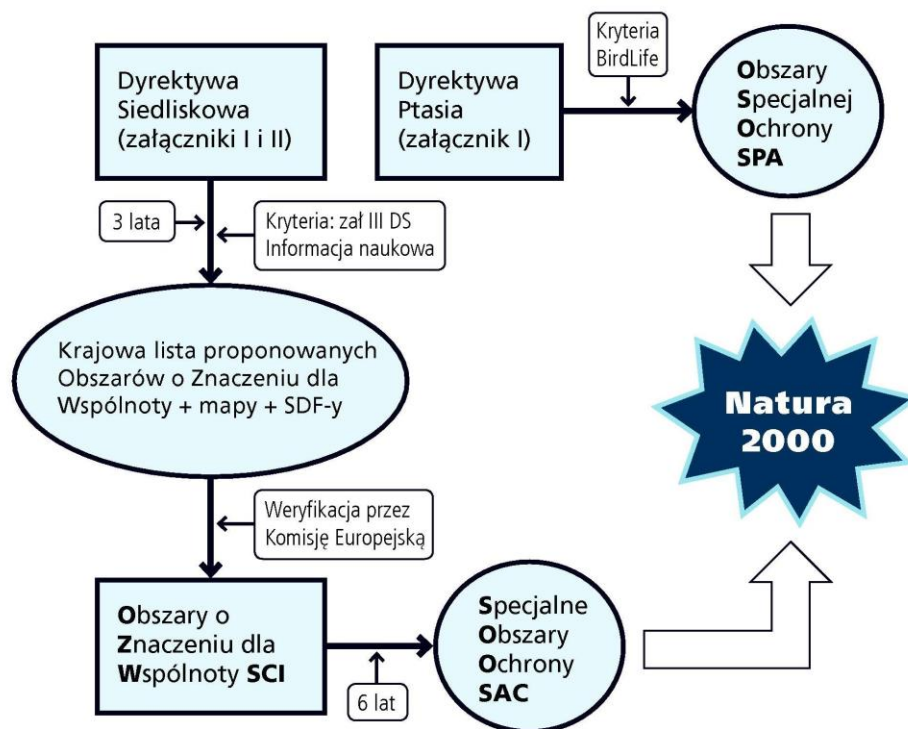 Dyrektywa
Siedliskowa
(załączniki I i II)
Dyrektywa
Ptasia
(załącznik I)
Kryteria
BirdLife
Obszary
Specjalnej
Ochrony
SPA
3 lata
Kryteria: zał III DS
Informacja naukowa
Krajowa lista proponowanych
Obszarów o Znaczeniu dla
Wspólnoty + mapy + SDF-y
Natura
2000
Weryfikacja przez
Komisję Europejską
Obszary o
Znaczeniu dla
Wspólnoty SCI
6 lat
Specjalne
Obszary
Ochrony
SAC